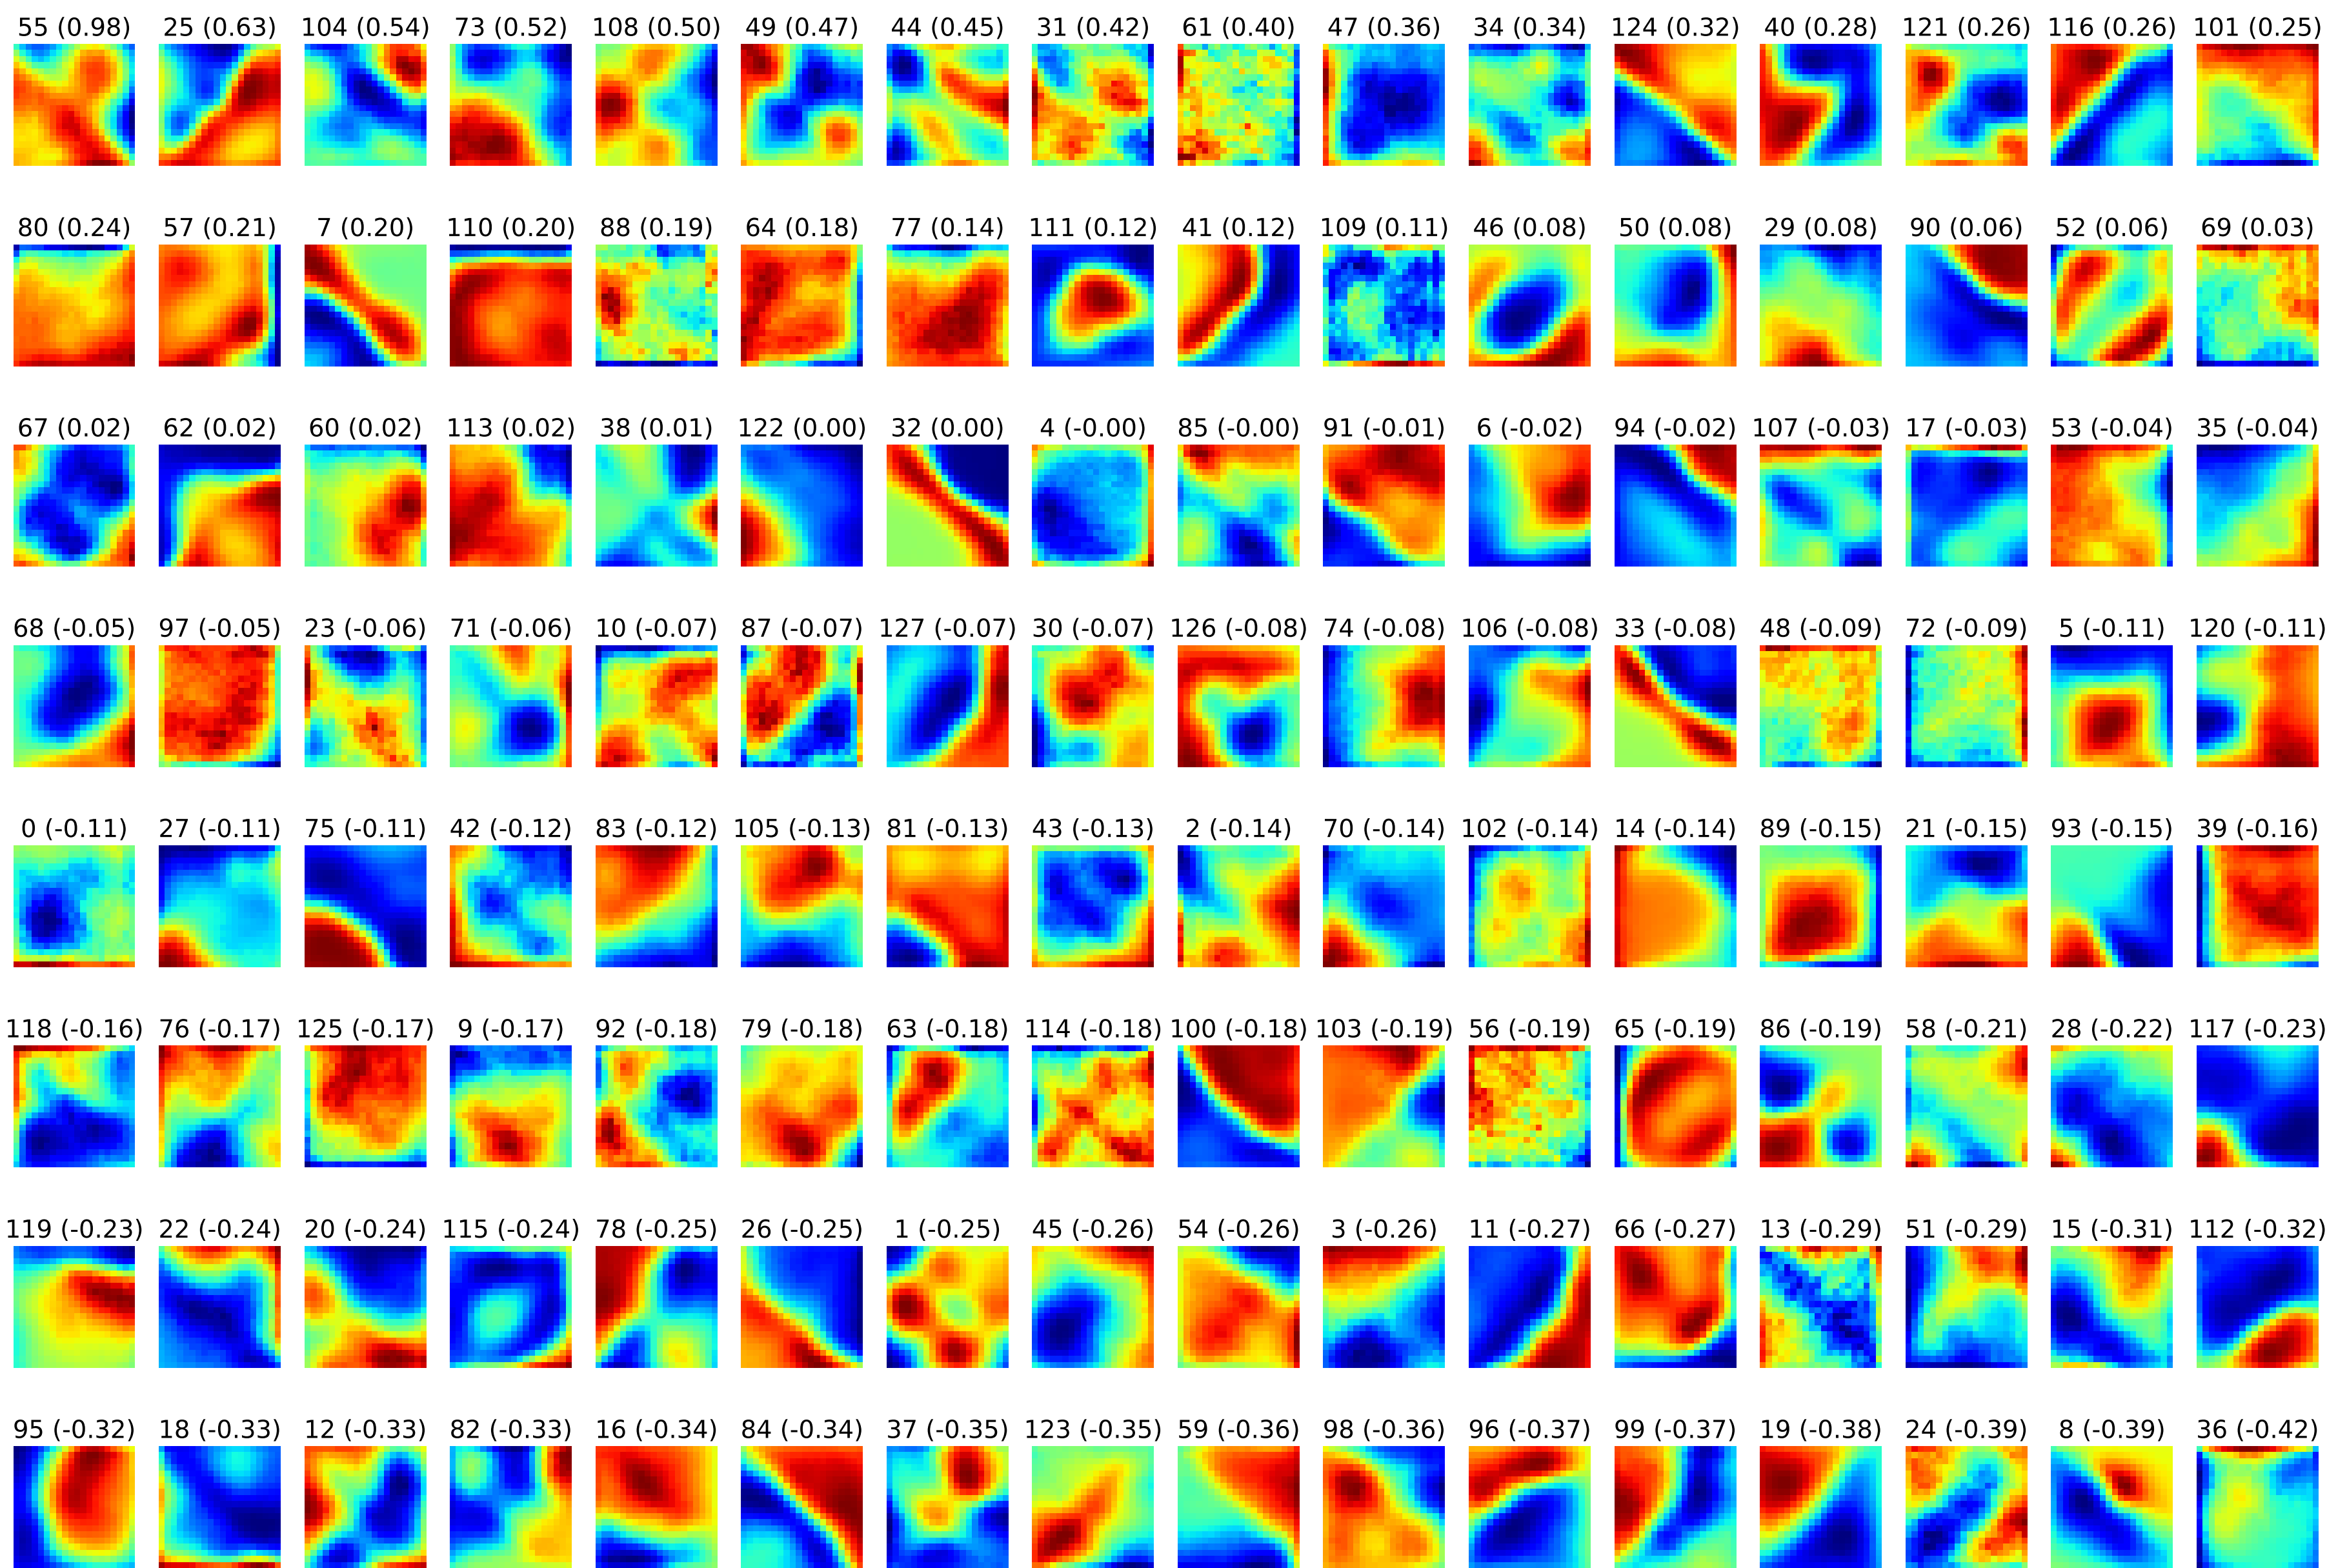 55 (0.98) 25 (0.63) 104 (0.54) 73 (0.52) 108 (0.50) 49 (0.47) 44 (0.45) 31 (0.42) 61 (0.40) 47 (0.36) 34 (0.34) 124 (0.32) 40 (0.28) 121 (0.26) 116 (0.26) 101 (0.25)
80 (0.24) 57 (0.21) 7 (0.20) 110 (0.20) 88 (0.19) 64 (0.18) 77 (0.14) 111 (0.12) 41 (0.12) 109 (0.11) 46 (0.08) 50 (0.08) 29 (0.08) 90 (0.06) 52 (0.06) 69 (0.03)
67 (0.02) 62 (0.02) 60 (0.02) 113 (0.02) 38 (0.01) 122 (0.00) 32 (0.00) 4 (-0.00) 85 (-0.00) 91 (-0.01) 6 (-0.02) 94 (-0.02) 107 (-0.03) 17 (-0.03) 53 (-0.04) 35 (-0.04)
68 (-0.05) 97 (-0.05) 23 (-0.06) 71 (-0.06) 10 (-0.07) 87 (-0.07) 127 (-0.07) 30 (-0.07) 126 (-0.08) 74 (-0.08) 106 (-0.08) 33 (-0.08) 48 (-0.09) 72 (-0.09) 5 (-0.11) 120 (-0.11)
0 (-0.11) 27 (-0.11) 75 (-0.11) 42 (-0.12) 83 (-0.12) 105 (-0.13) 81 (-0.13) 43 (-0.13) 2 (-0.14) 70 (-0.14) 102 (-0.14) 14 (-0.14) 89 (-0.15) 21 (-0.15) 93 (-0.15) 39 (-0.16)
118 (-0.16) 76 (-0.17) 125 (-0.17) 9 (-0.17) 92 (-0.18) 79 (-0.18) 63 (-0.18) 114 (-0.18) 100 (-0.18) 103 (-0.19) 56 (-0.19) 65 (-0.19) 86 (-0.19) 58 (-0.21) 28 (-0.22) 117 (-0.23)
119 (-0.23) 22 (-0.24) 20 (-0.24) 115 (-0.24) 78 (-0.25) 26 (-0.25) 1 (-0.25) 45 (-0.26) 54 (-0.26) 3 (-0.26) 11 (-0.27) 66 (-0.27) 13 (-0.29) 51 (-0.29) 15 (-0.31) 112 (-0.32)
95 (-0.32) 18 (-0.33) 12 (-0.33) 82 (-0.33) 16 (-0.34) 84 (-0.34) 37 (-0.35) 123 (-0.35) 59 (-0.36) 98 (-0.36) 96 (-0.37) 99 (-0.37) 19 (-0.38) 24 (-0.39) 8 (-0.39) 36 (-0.42)